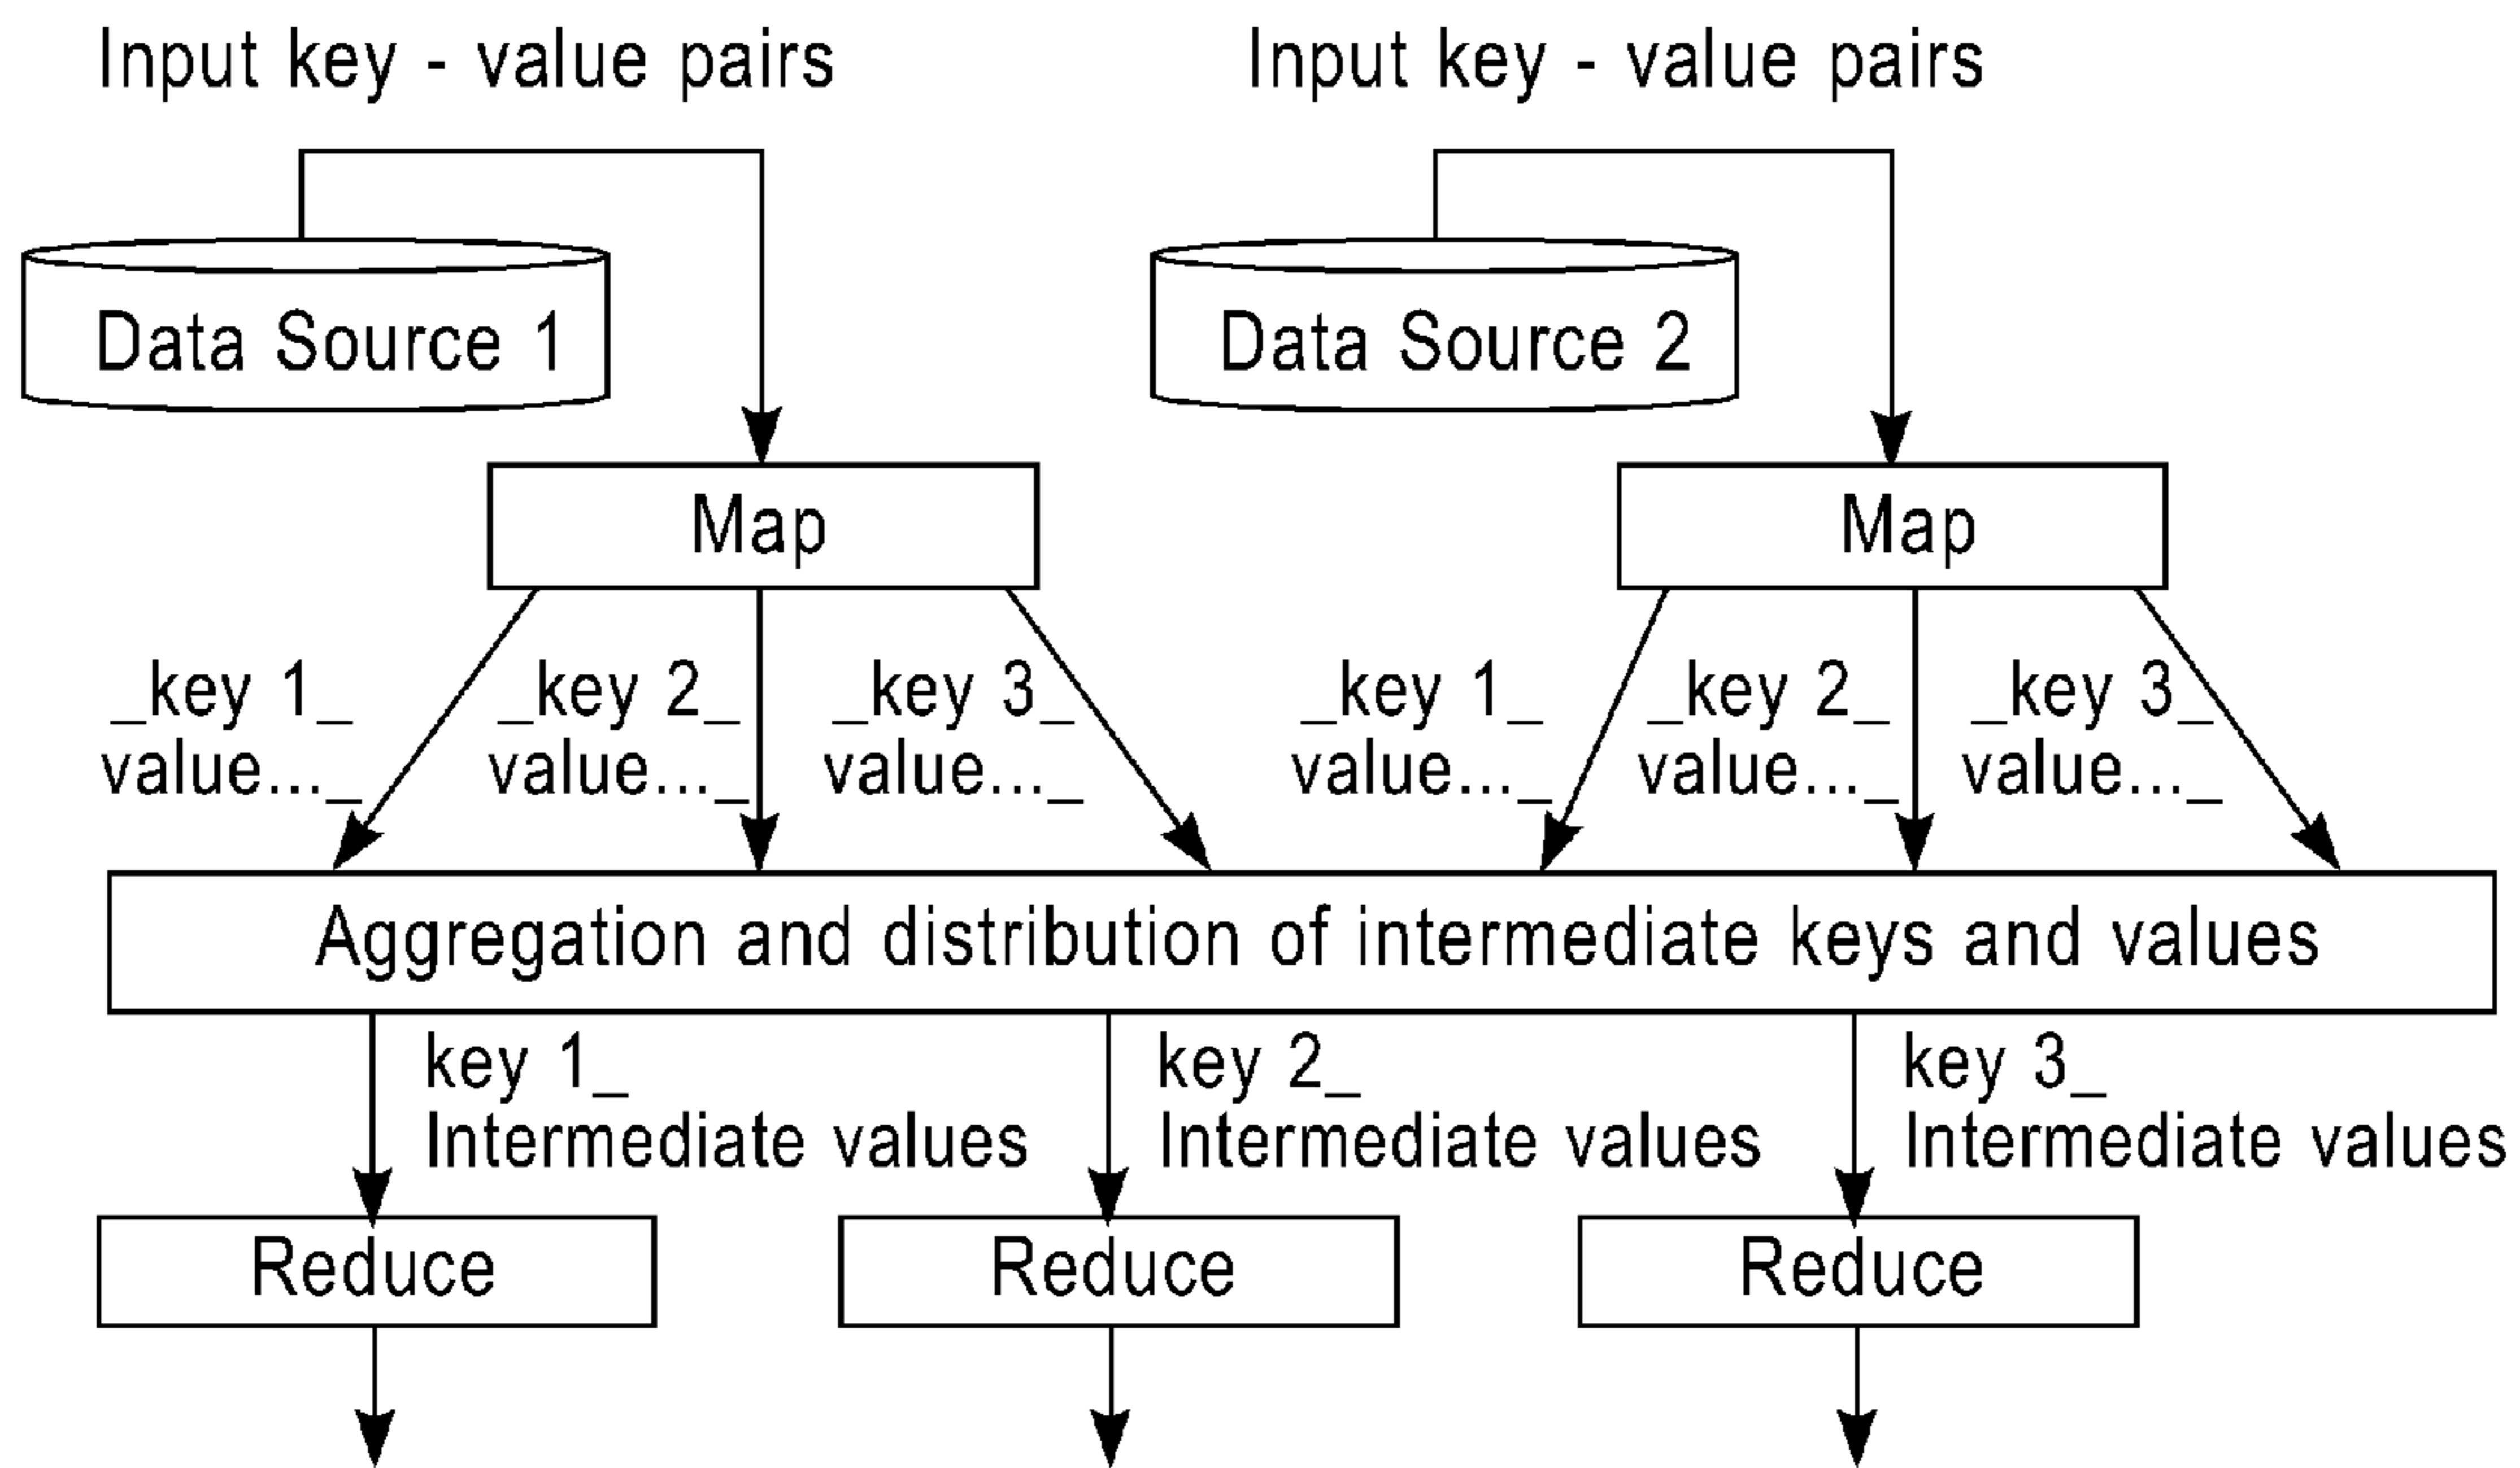 Input key - value pairs
Input key - value pairs
Data Source 1
Data Source 2
Map
Map
_key 1_
value..._
_key 2_
value..._
_key 3_
value..._
_key 1_
value..._
_key 2_
value..._
_key 3_
value..._
Aggregation and distribution of intermediate keys and values
key 1_
Intermediate values
key 2_
Intermediate values
key 3_
Intermediate values
Reduce
Reduce
Reduce